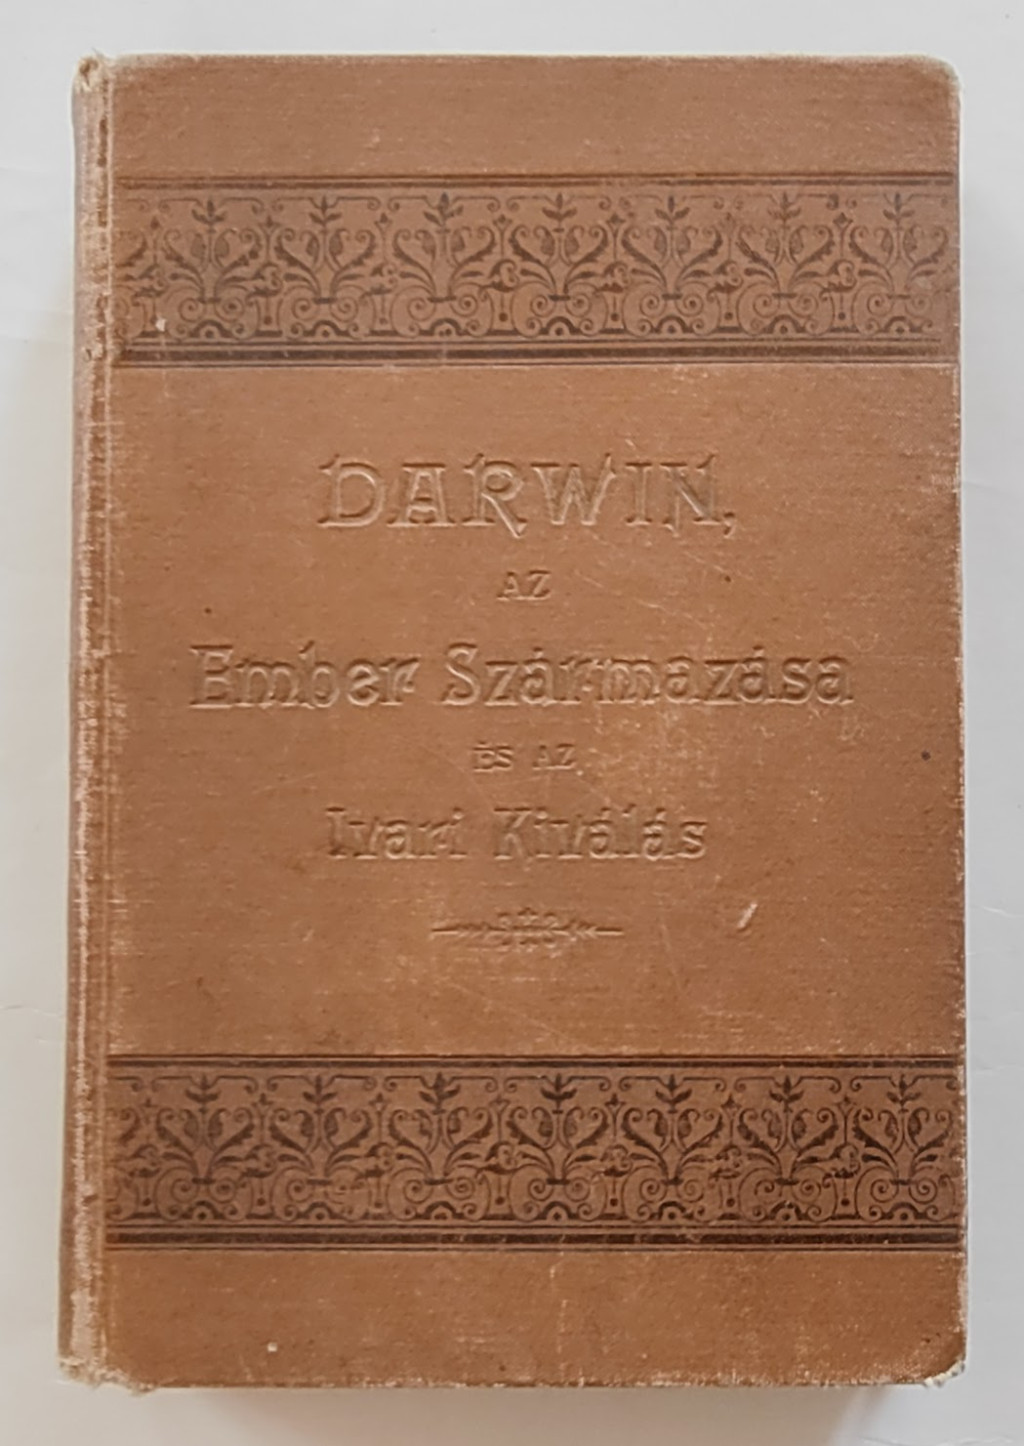 DARWIN,
AZ
Ember Származása
ÉS AZ
Ivari Kiválás